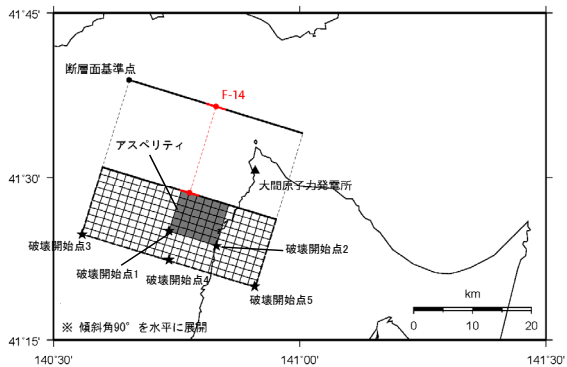 41°45'
断層面基準点
F-14
アスペリティ
大間原子力発電所
41°30'
破壊開始点3
破壊開始点2
破壊開始点1
破壊開始点4
破壊開始点5
km
0 10 20
※ 傾斜角90°を水平に展開
41°15'
140°30' 141°00' 141°30'